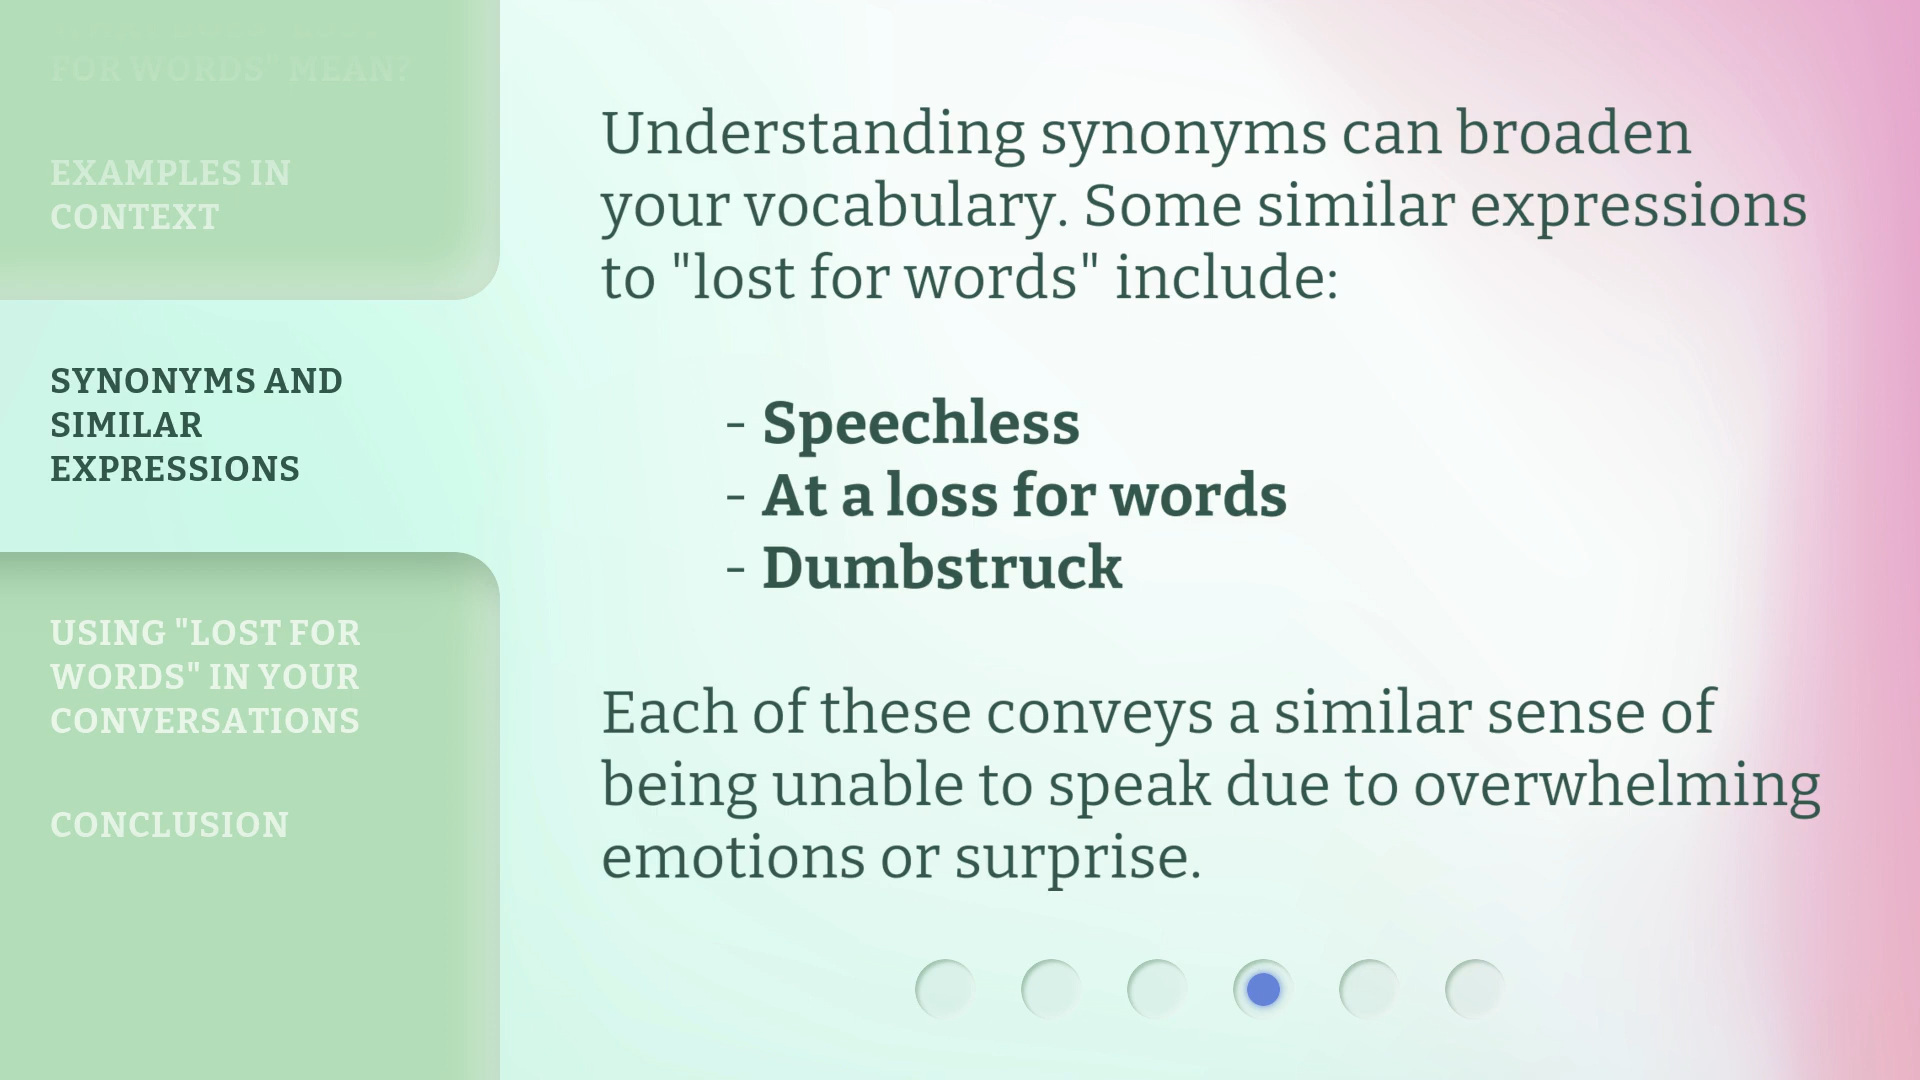 FOR WORDS" MEAN?
EXAMPLES IN
CONTEXT
SYNONYMS AND
SIMILAR
EXPRESSIONS
USING "LOST FOR
WORDS" IN YOUR
CONVERSATIONS
CONCLUSION
Understanding synonyms can broaden
your vocabulary. Some similar expressions
to "lost for words" include:
- Speechless
- At a loss for words
- Dumbstruck
Each of these conveys a similar sense of
being unable to speak due to overwhelming
emotions or surprise.